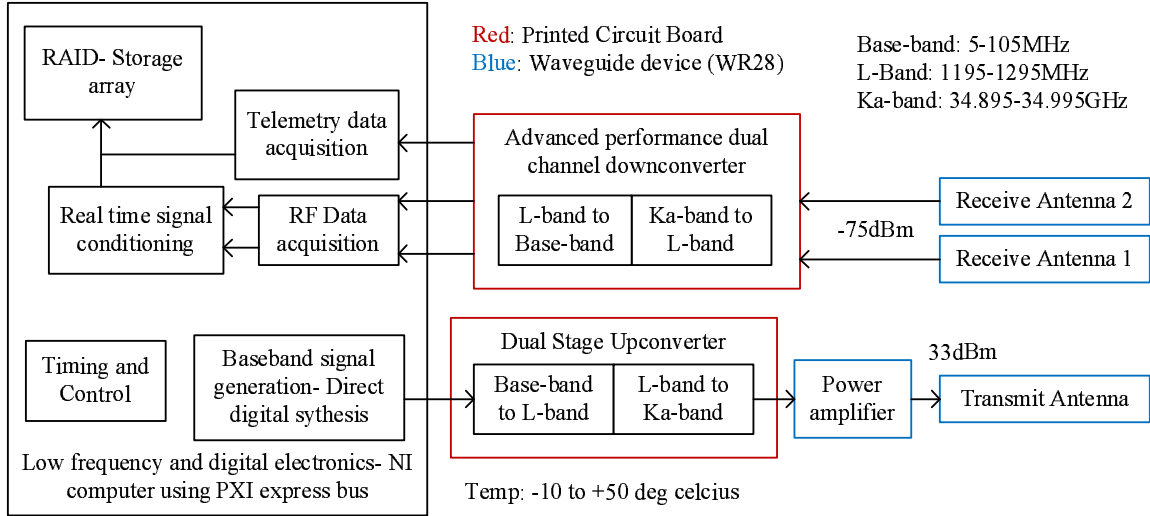 RAID- Storage
array
Telemetry data
acquisition
Real time signal
conditioning
RF Data
acquisition
Timing and
Control
Baseband signal
generation- Direct
digital sythesis
Low frequency and digital electronics- NI
computer using PXI express bus
Red: Printed Circuit Board
Blue: Waveguide device (WR28)
Base-band: 5-105MHz
L-Band: 1195-1295MHz
Ka-band: 34.895-34.995GHz
Advanced performance dual
channel downconverter
L-band to
Base-band
Ka-band to
L-band
-75dBm
Receive Antenna 2
Receive Antenna 1
Dual Stage Upconverter
Base-band
to L-band
L-band to
Ka-band
Power
amplifier
33dBm
Transmit Antenna
Temp: -10 to +50 deg celcius